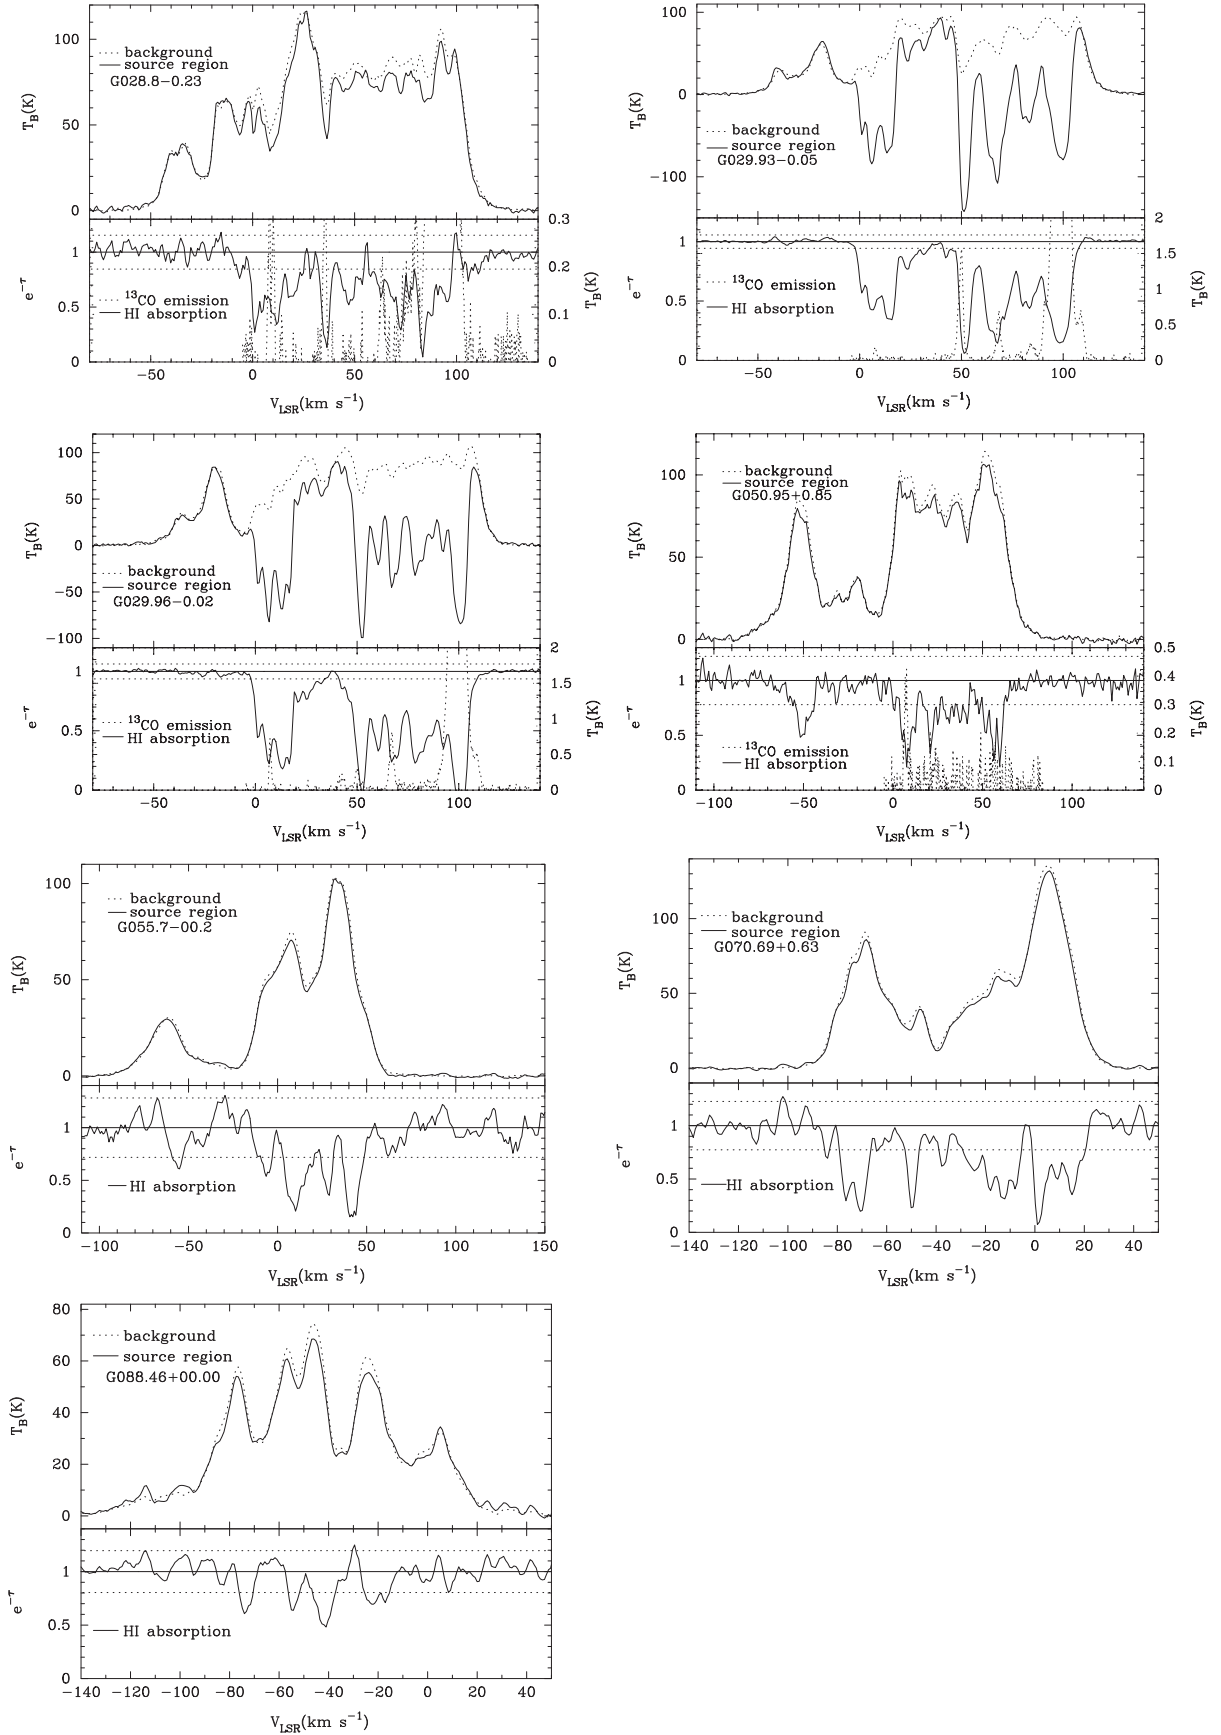 100
50
0
T_B(K)
background
source region
G028.8−0.23
1
0.5
0
e^−τ
¹³CO emission
HI absorption
0.3
0.2
0.1
0
T_B(K)
−50 0 50 100
V_LSR(km s⁻¹)
100
0
−100
T_B(K)
background
source region
G029.93−0.05
1
0.5
0
e^−τ
¹³CO emission
HI absorption
2
1.5
1
0.5
0
T_B(K)
−50 0 50 100
V_LSR(km s⁻¹)
100
50
0
−50
−100
T_B(K)
background
source region
G029.96−0.02
1
0.5
0
e^−τ
¹³CO emission
HI absorption
2
1.5
1
0.5
0
T_B(K)
−50 0 50 100
V_LSR(km s⁻¹)
100
50
0
T_B(K)
background
source region
G050.95+0.85
1
0.5
0
e^−τ
¹³CO emission
HI absorption
0.5
0.4
0.3
0.2
0.1
0
T_B(K)
−100 −50 0 50 100
V_LSR(km s⁻¹)
100
50
0
T_B(K)
background
source region
G055.7−00.2
1
0.5
0
e^−τ
HI absorption
−100 −50 0 50 100 150
V_LSR(km s⁻¹)
100
50
0
T_B(K)
background
source region
G070.69+0.63
1
0.5
0
e^−τ
HI absorption
−140 −120 −100 −80 −60 −40 −20 0 20 40
V_LSR(km s⁻¹)
80
60
40
20
0
T_B(K)
background
source region
G088.46+00.00
1
0.5
0
e^−τ
HI absorption
−140 −120 −100 −80 −60 −40 −20 0 20 40
V_LSR(km s⁻¹)